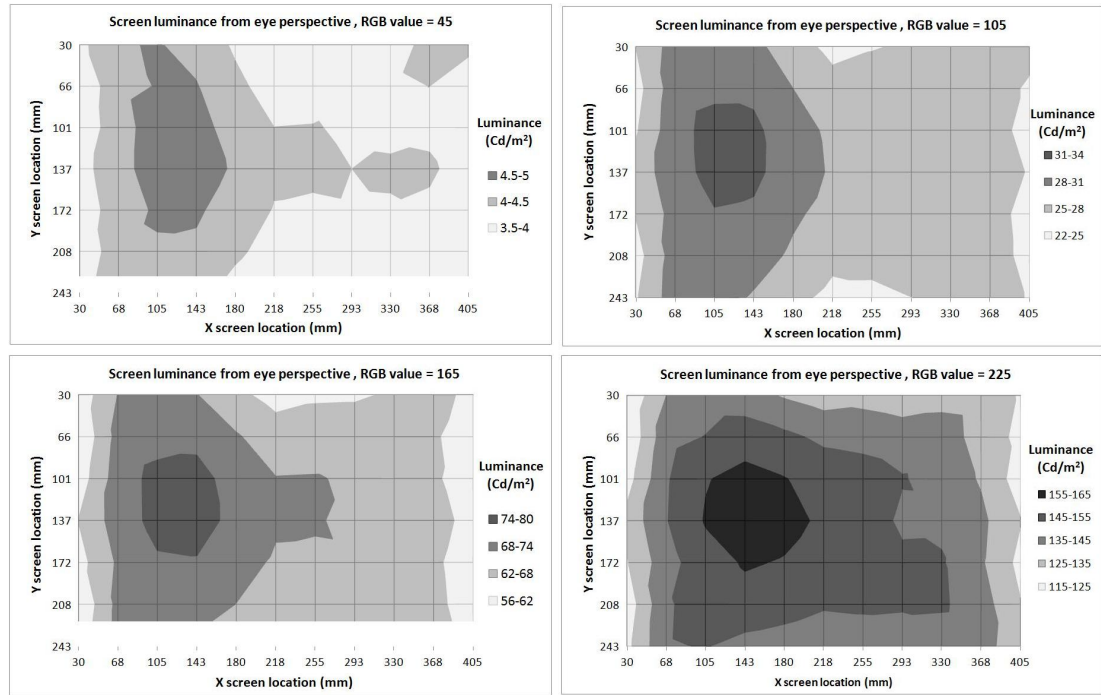 Screen luminance from eye perspective , RGB value = 45
30
66
101
137
172
208
243
Y screen location (mm)
30 68 105 143 180 218 255 293 330 368 405
X screen location (mm)
Luminance
(Cd/m²)
4.5-5
4-4.5
3.5-4
Screen luminance from eye perspective , RGB value = 105
30
66
101
137
172
208
243
Y screen location (mm)
30 68 105 143 180 218 255 293 330 368 405
X screen location (mm)
Luminance
(Cd/m²)
31-34
28-31
25-28
22-25
Screen luminance from eye perspective , RGB value = 165
30
66
101
137
172
208
243
Y screen location (mm)
30 68 105 143 180 218 255 293 330 368 405
X screen location (mm)
Luminance
(Cd/m²)
74-80
68-74
62-68
56-62
Screen luminance from eye perspective , RGB value = 225
30
66
101
137
172
208
243
Y screen location (mm)
30 68 105 143 180 218 255 293 330 368 405
X screen location (mm)
Luminance
(Cd/m²)
155-165
145-155
135-145
125-135
115-125